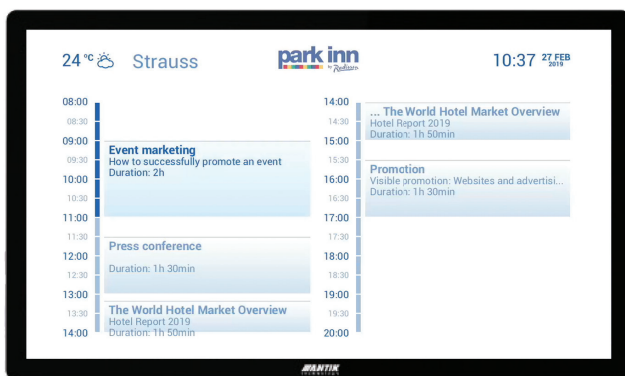 24 °C
Strauss
park inn
by Radisson
10:37
27 FEB
2019
08:00
08:30
09:00
09:30
10:00
10:30
11:00
11:30
12:00
12:30
13:00
13:30
14:00
Event marketing
How to successfully promote an event
Duration: 2h
Press conference
Duration: 1h 30min
The World Hotel Market Overview
Hotel Report 2019
Duration: 1h 50min
14:00
14:30
15:00
15:30
16:00
16:30
17:00
17:30
18:00
18:30
19:00
19:30
20:00
... The World Hotel Market Overview
Hotel Report 2019
Duration: 1h 50min
Promotion
Visible promotion: Websites and advertisi...
Duration: 1h 30min
ANTIK
TECHNOLOGY